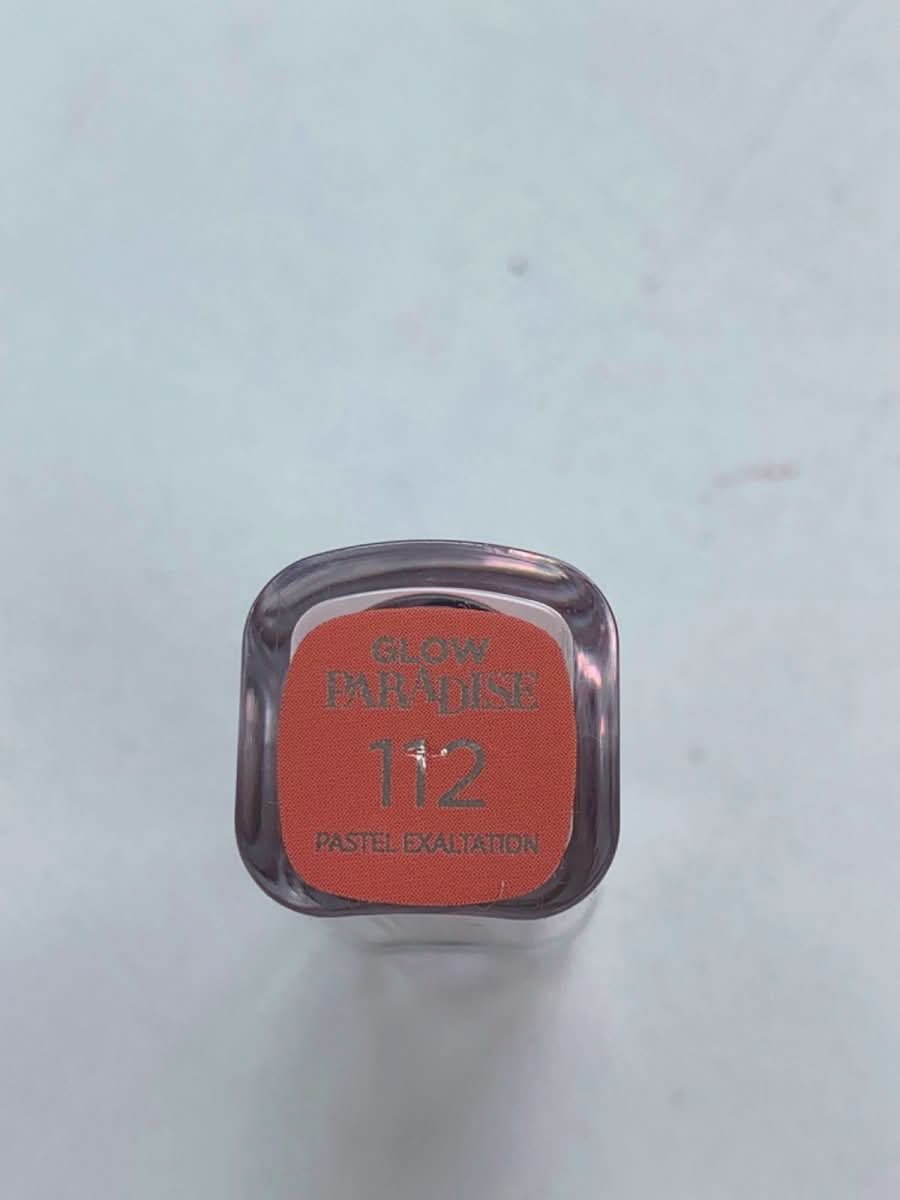 GLOW
PARADISE
112
PASTEL EXALTATION